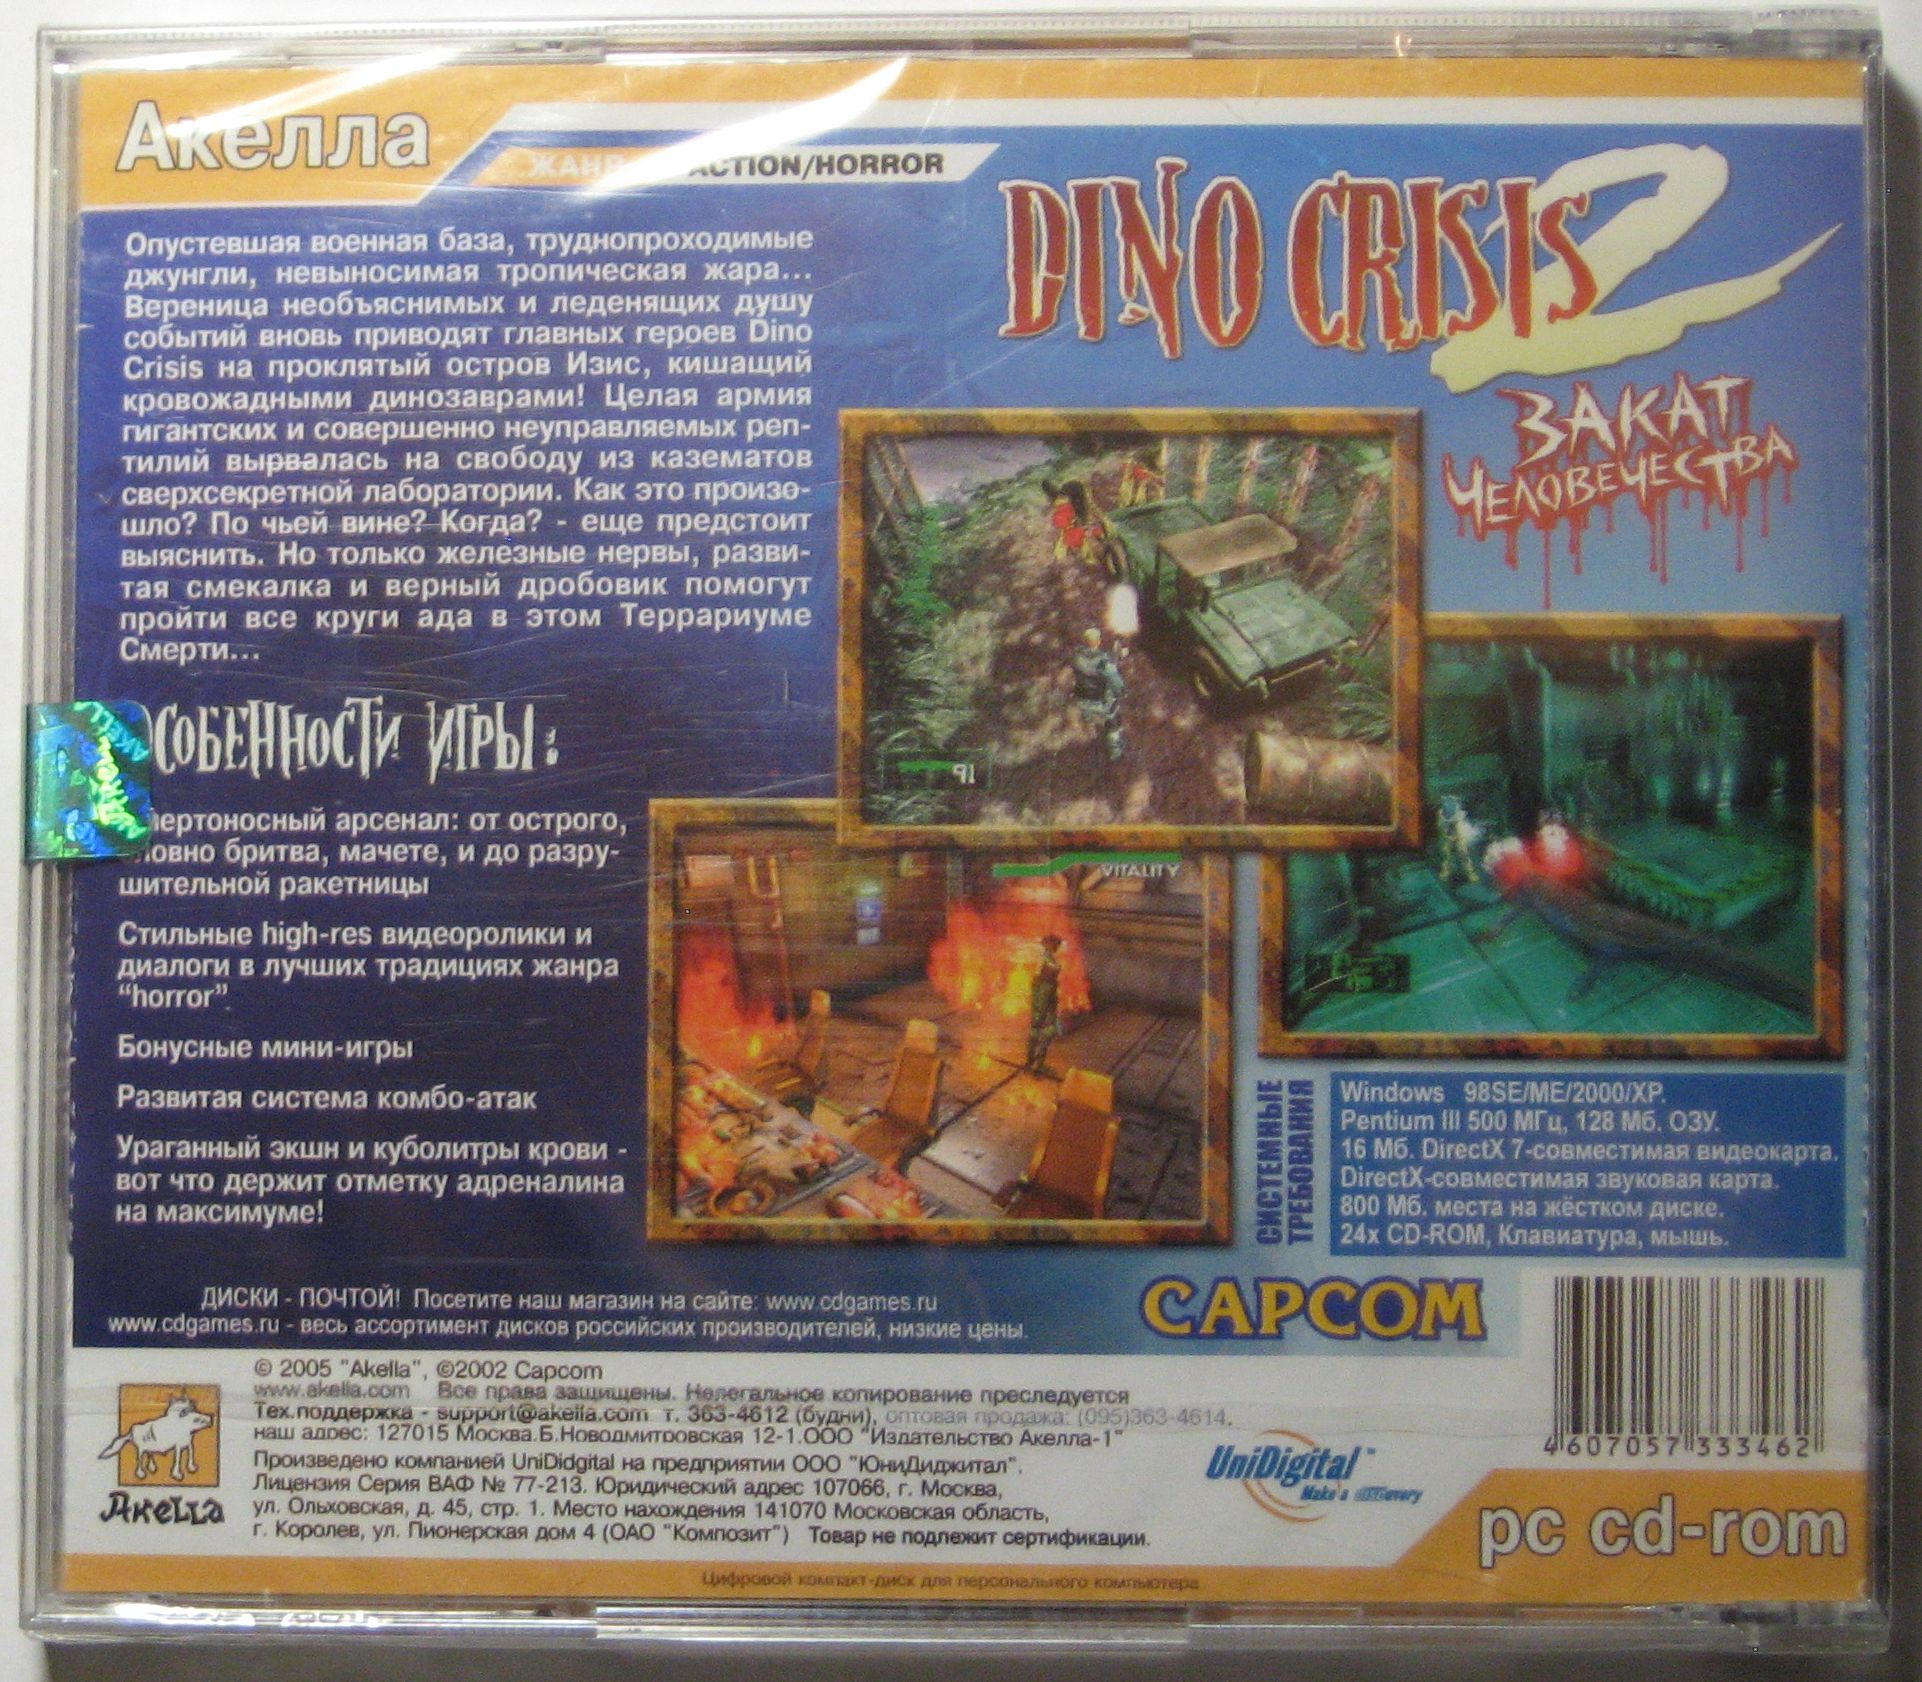 Акелла
ЖАНР ACTION/HORROR
DINO CRISIS 2
ЗАКАТ
ЧЕЛОВЕЧЕСТВА
Опустевшая военная база, труднопроходимые
джунгли, невыносимая тропическая жара...
Вереница необъяснимых и леденящих душу
событий вновь приводят главных героев Dino
Crisis на проклятый остров Изис, кишащий
кровожадными динозаврами! Целая армия
гигантских и совершенно неуправляемых реп-
тилий вырвалась на свободу из казематов
сверхсекретной лаборатории. Как это произо-
шло? По чьей вине? Когда? - еще предстоит
выяснить. Но только железные нервы, разви-
тая смекалка и верный дробовик помогут
пройти все круги ада в этом Террариуме
Смерти...
ОСОБЕННОСТИ ИГРЫ:
мертоносный арсенал: от острого,
ловно бритва, мачете, и до разру-
шительной ракетницы
Стильные high-res видеоролики и
диалоги в лучших традициях жанра
"horror".
Бонусные мини-игры
Развитая система комбо-атак
Ураганный экшн и куболитры крови -
вот что держит отметку адреналина
на максимуме!
91
VITALITY
СИСТЕМНЫЕ
ТРЕБОВАНИЯ
Windows 98SE/ME/2000/XP.
Pentium III 500 МГц, 128 Мб. ОЗУ.
16 Мб. DirectX 7-совместимая видеокарта.
DirectX-совместимая звуковая карта.
800 Мб. места на жёстком диске.
24x CD-ROM, Клавиатура, мышь.
ДИСКИ - ПОЧТОЙ! Посетите наш магазин на сайте: www.cdgames.ru
www.cdgames.ru - весь ассортимент дисков российских производителей, низкие цены.
CAPCOM
© 2005 "Akella", ©2002 Capcom
www.akella.com Все права защищены. Нелегальное копирование преследуется
Тех.поддержка - support@akella.com т. 363-4612 (будни), оптовая продажа: (095)363-4614.
наш адрес: 127015 Москва.Б.Новодмитровская 12-1.ООО "Издательство Акелла-1"
Произведено компанией UniDidgital на предприятии ООО "ЮниДиджитал".
Лицензия Серия ВАФ № 77-213. Юридический адрес 107066, г. Москва,
ул. Ольховская, д. 45, стр. 1. Место нахождения 141070 Московская область,
г. Королев, ул. Пионерская дом 4 (ОАО "Композит") Товар не подлежит сертификации.
Акелла
UniDigital™
Make a discovery
4 607057 333462
pc cd-rom
Цифровой компакт-диск для персонального компьютера